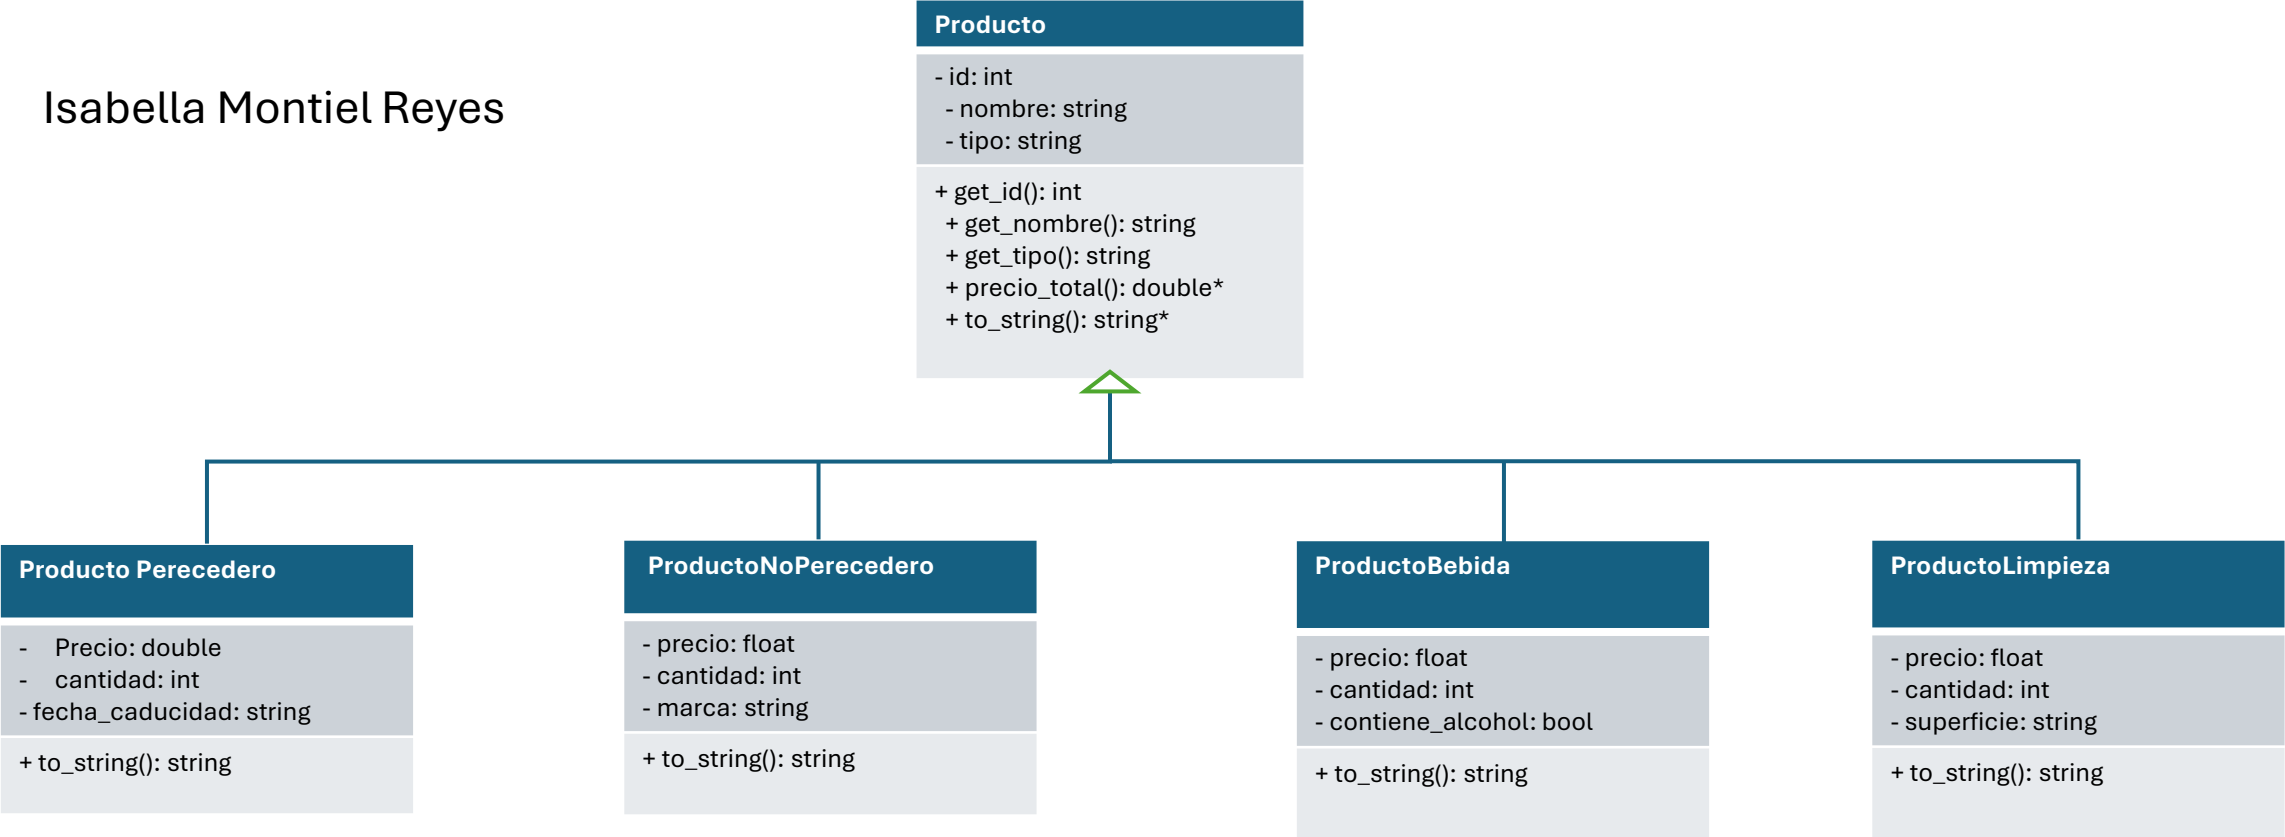 Isabella Montiel Reyes
Producto
- id: int
- nombre: string
- tipo: string
+ get_id(): int
+ get_nombre(): string
+ get_tipo(): string
+ precio_total(): double*
+ to_string(): string*
Producto Perecedero
- Precio: double
- cantidad: int
- fecha_caducidad: string
+ to_string(): string
ProductoNoPerecedero
- precio: float
- cantidad: int
- marca: string
+ to_string(): string
ProductoBebida
- precio: float
- cantidad: int
- contiene_alcohol: bool
+ to_string(): string
ProductoLimpieza
- precio: float
- cantidad: int
- superficie: string
+ to_string(): string